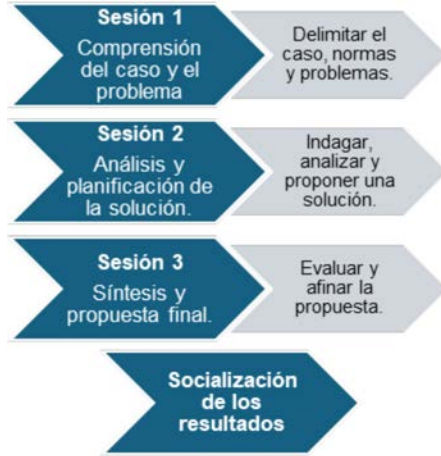 Sesión 1
Comprensión
del caso y el
problema
Delimitar el
caso, normas
y problemas.
Sesión 2
Análisis y
planificación de
la solución.
Indagar,
analizar y
proponer una
solución.
Sesión 3
Síntesis y
propuesta final.
Evaluar y
afinar la
propuesta.
Socialización
de los
resultados